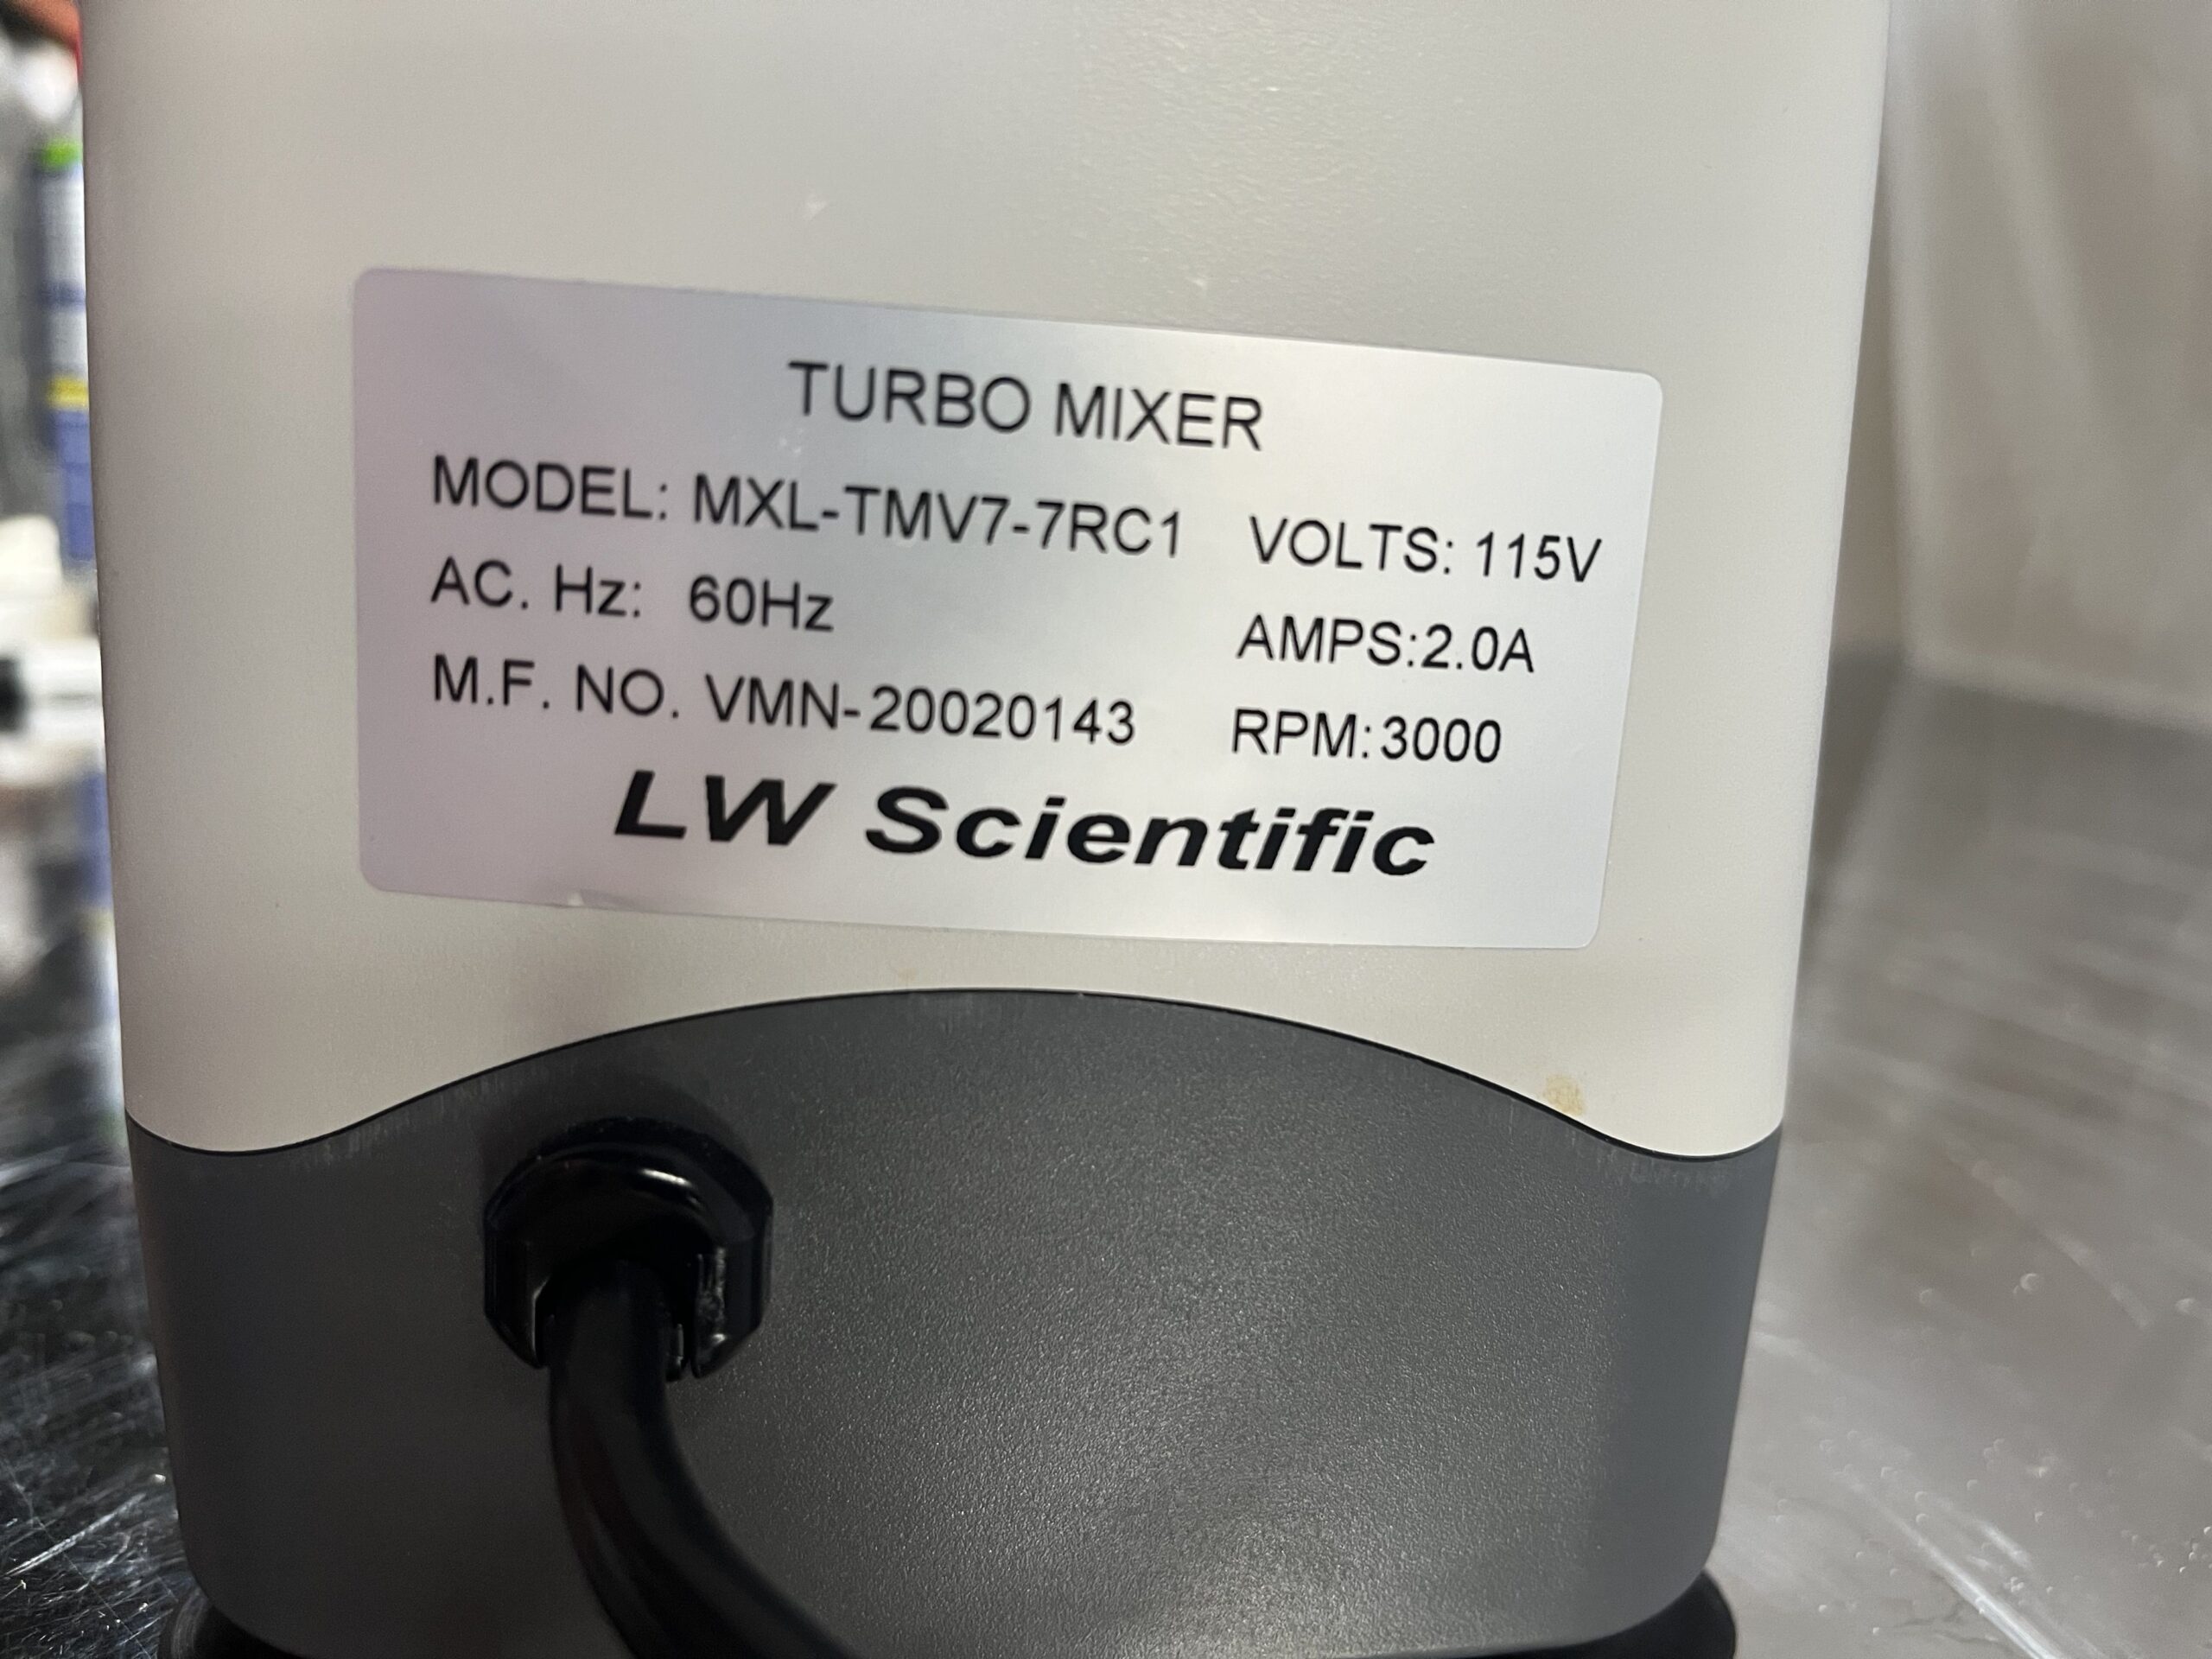 TURBO MIXER
MODEL: MXL-TMV7-7RC1 VOLTS: 115V
AC. Hz: 60Hz AMPS:2.0A
M.F. NO. VMN-20020143 RPM:3000
LW Scientific